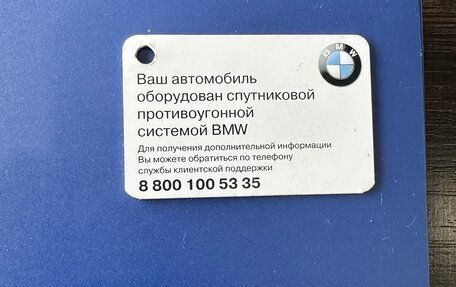 BMW
Ваш автомобиль
оборудован спутниковой
противоугонной
системой BMW
Для получения дополнительной информации
Вы можете обратиться по телефону
службы клиентской поддержки
8 800 100 53 35